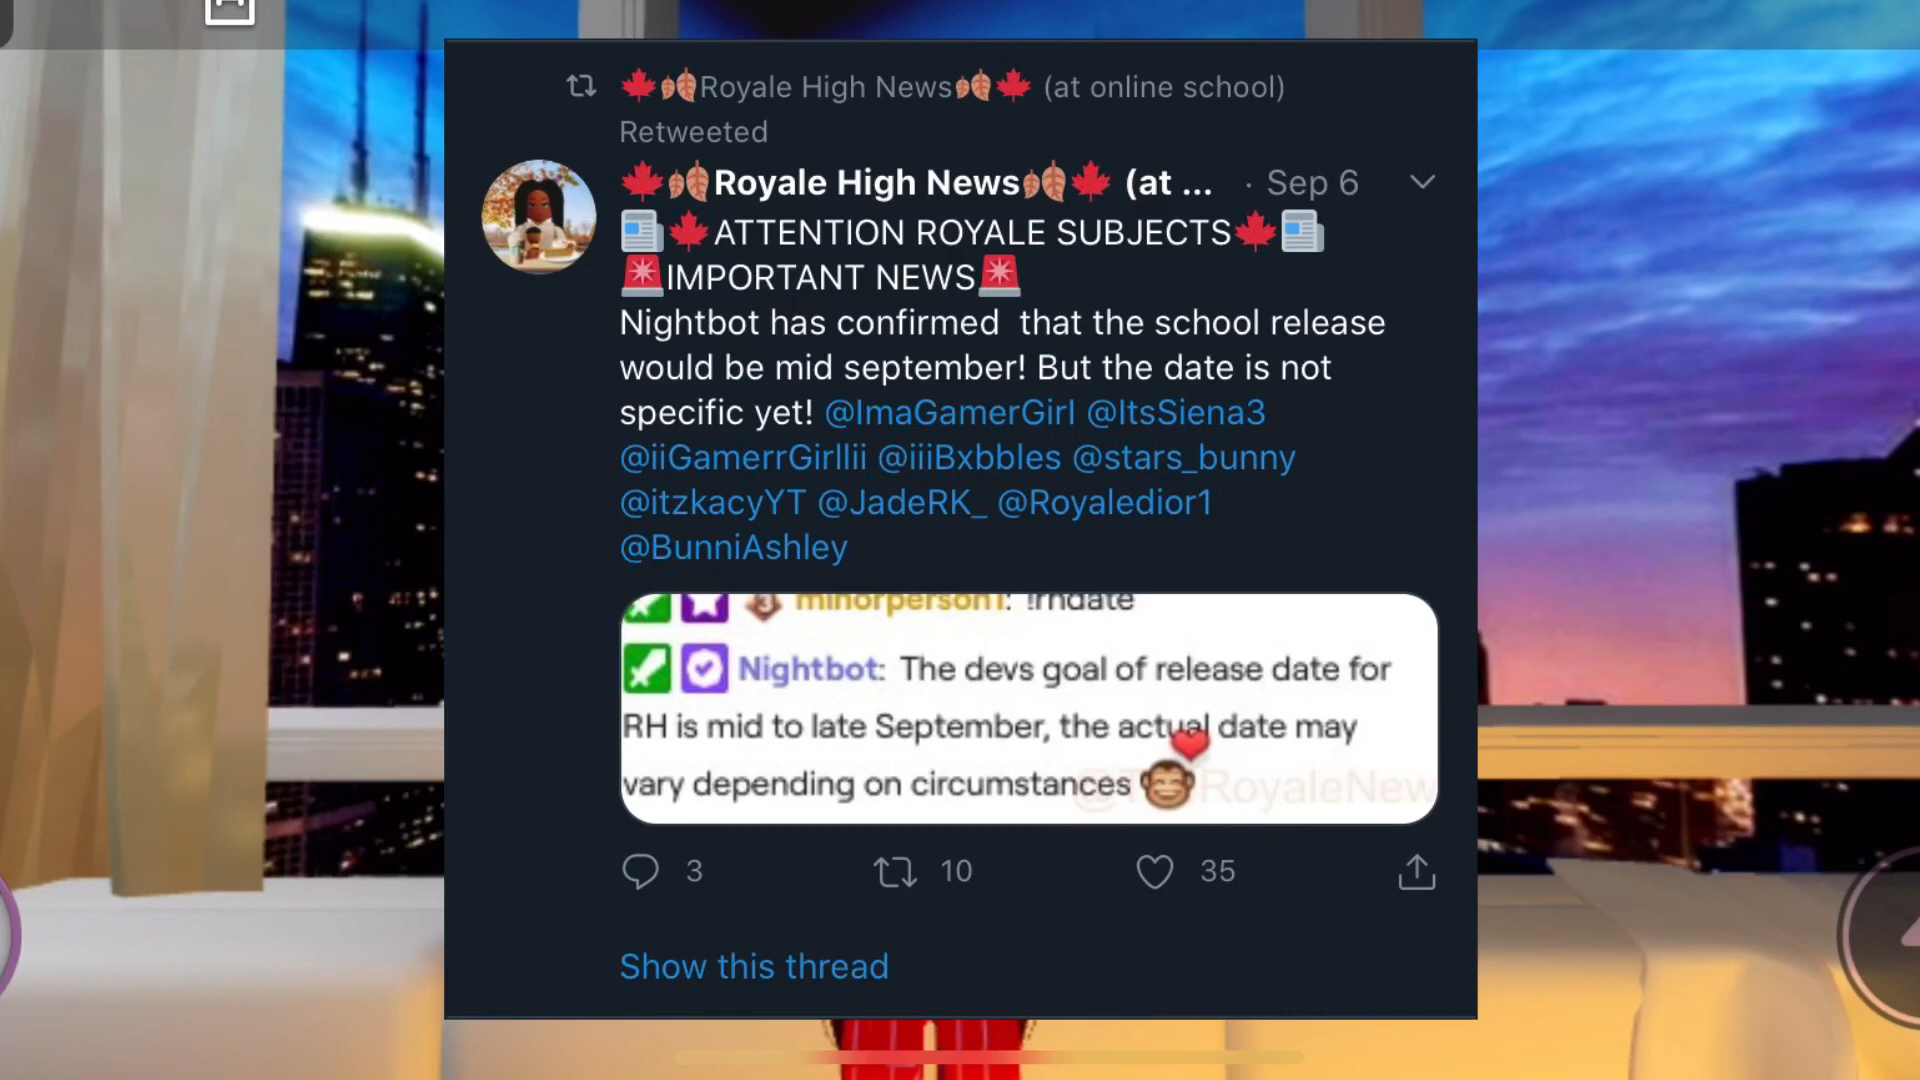 🍁🍂Royale High News🍂🍁 (at online school)
Retweeted
🍁🍂Royale High News🍂🍁 (at ... · Sep 6
📰🍁ATTENTION ROYALE SUBJECTS🍁📰
🚨IMPORTANT NEWS🚨
Nightbot has confirmed  that the school release
would be mid september! But the date is not
specific yet! @ImaGamerGirl @ItsSiena3
@iiGamerrGirllii @iiiBxbbles @stars_bunny
@itzkacyYT @JadeRK_ @Royaledior1
@BunniAshley
minorperson1: !rhdate
Nightbot: The devs goal of release date for
RH is mid to late September, the actual date may
vary depending on circumstances 🐵
3 10 35
Show this thread